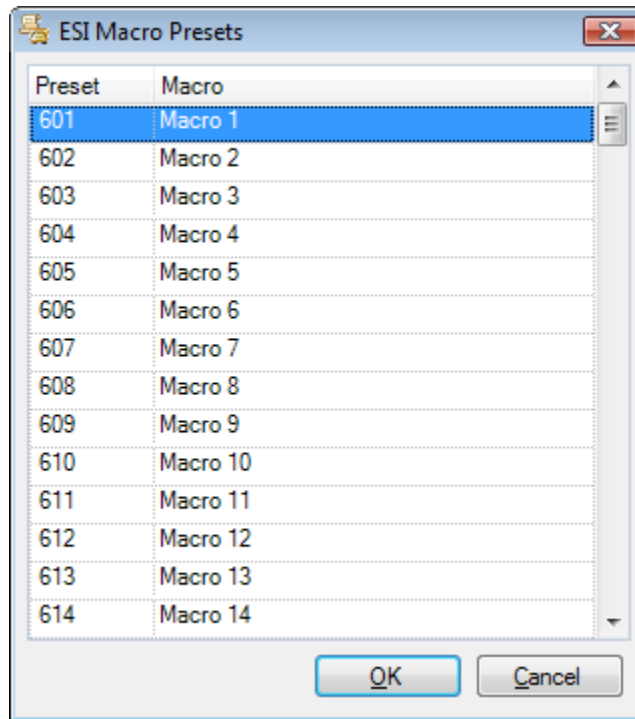 ESI Macro Presets
Preset Macro
601 Macro 1
602 Macro 2
603 Macro 3
604 Macro 4
605 Macro 5
606 Macro 6
607 Macro 7
608 Macro 8
609 Macro 9
610 Macro 10
611 Macro 11
612 Macro 12
613 Macro 13
614 Macro 14
OK Cancel